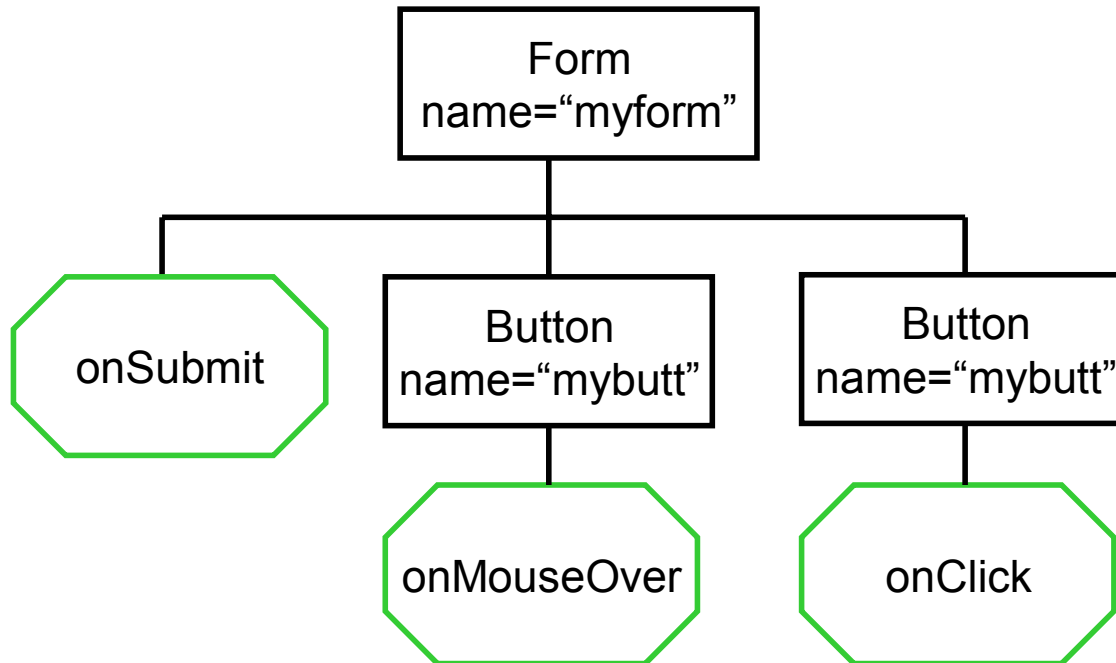 Form
name=“myform”
onSubmit
Button
name=“mybutt”
Button
name=“mybutt”
onMouseOver
onClick